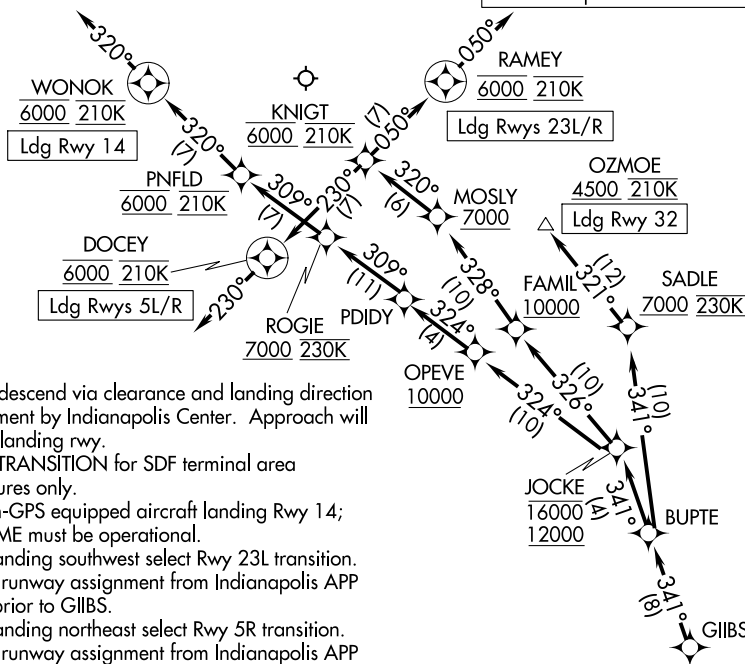 320°
050°
WONOK
6000 210K
Ldg Rwy 14
RAMEY
6000 210K
Ldg Rwys 23L/R
KNIGT
6000 210K
(7)
050°
320°
(7)
PNFLD
6000 210K
309°
(7)
230°
(7)
320°
(6)
MOSLY
7000
OZMOE
4500 210K
Ldg Rwy 32
DOCEY
6000 210K
Ldg Rwys 5L/R
230°
ROGIE
7000 230K
309°
(11)
PDIDY
328°
(10)
FAMIL
10000
(12)
321°
SADLE
7000 230K
324°
(4)
OPEVE
10000
(10)
326°
324°
(10)
(10)
341°
JOCKE
16000
12000
341°
(4)
BUPTE
341°
(8)
GIIBS
descend via clearance and landing direction
ment by Indianapolis Center. Approach will
landing rwy.
TRANSITION for SDF terminal area
ures only.
n-GPS equipped aircraft landing Rwy 14;
ME must be operational.
anding southwest select Rwy 23L transition.
runway assignment from Indianapolis APP
prior to GIIBS.
anding northeast select Rwy 5R transition.
runway assignment from Indianapolis APP